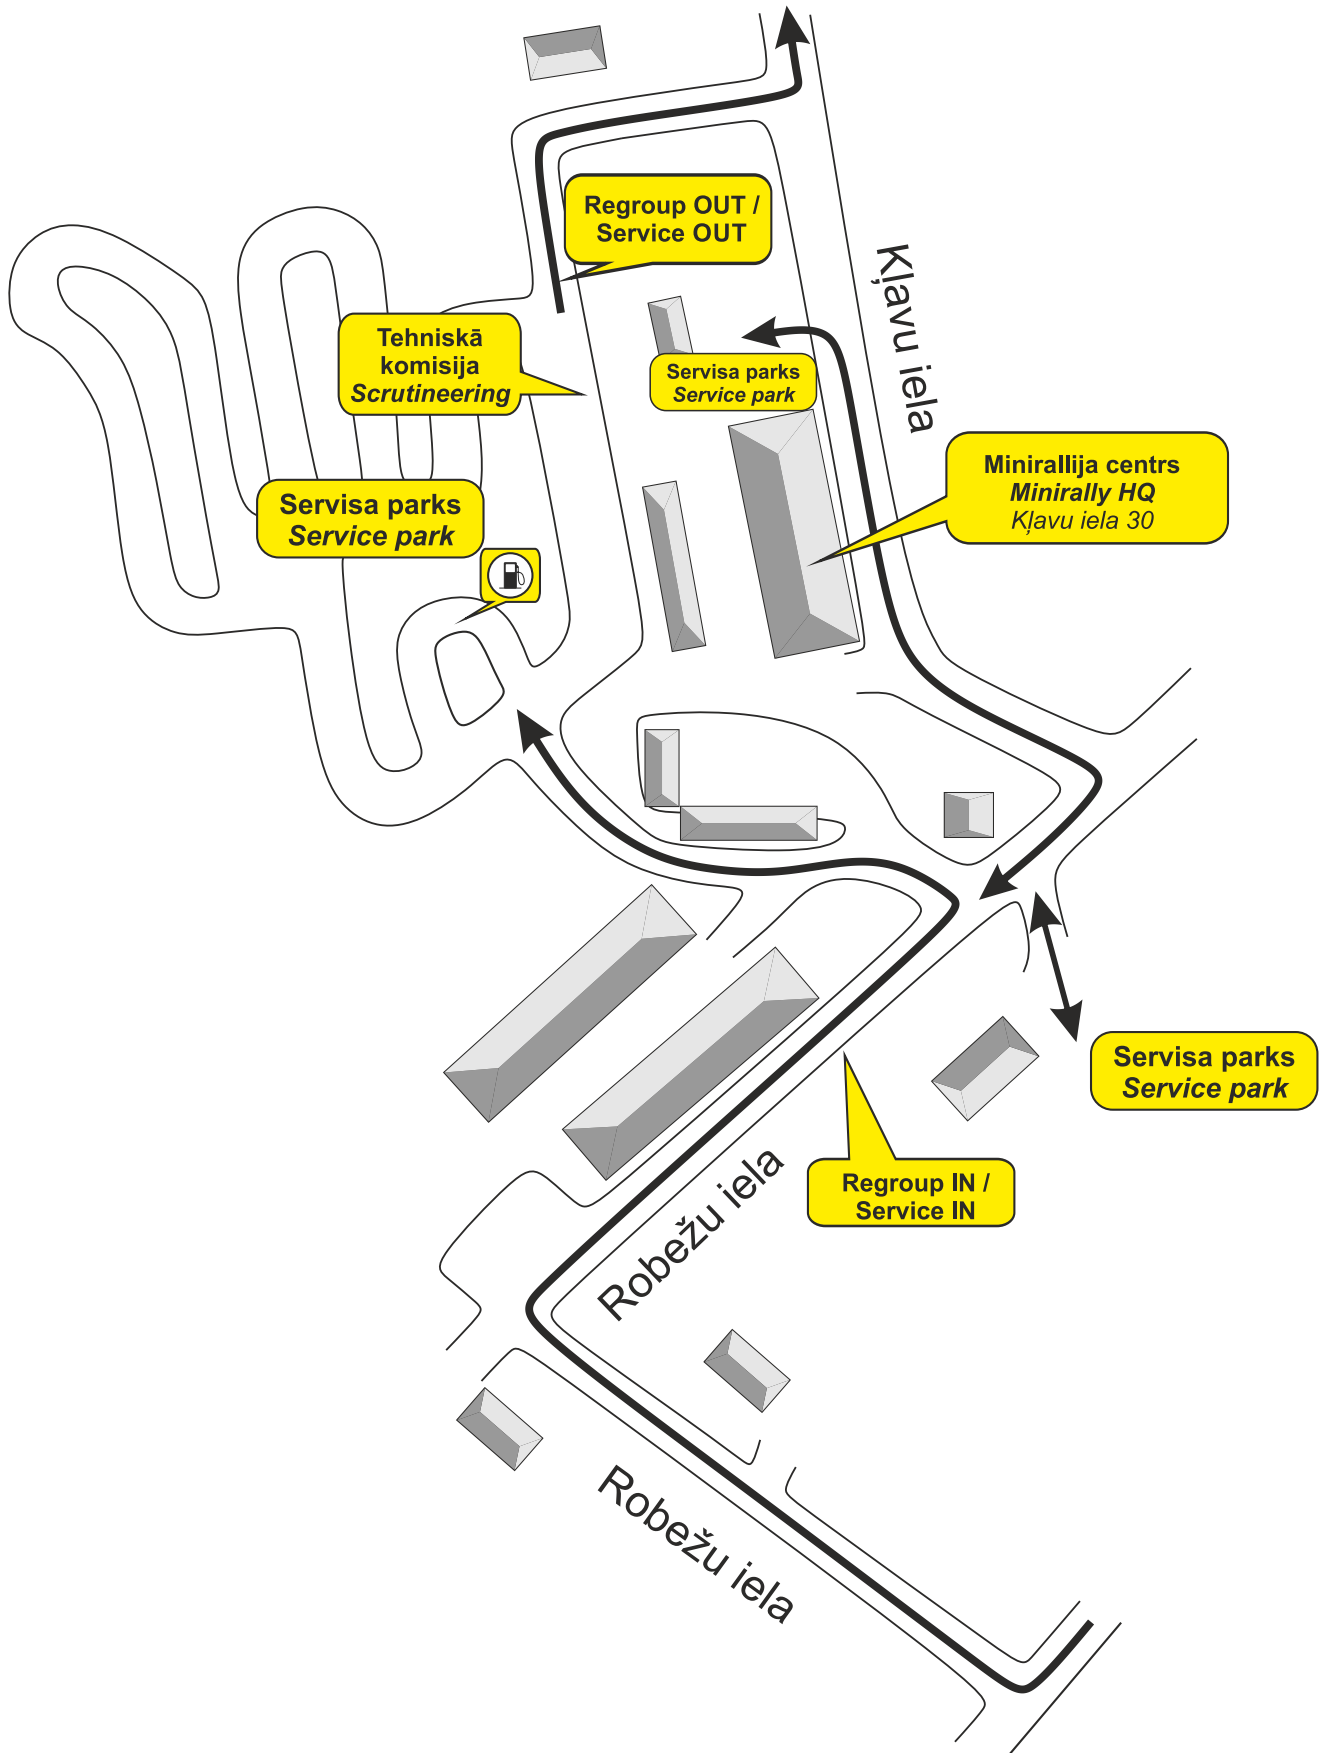 Regroup OUT /
Service OUT
Kļavu iela
Tehniskā
komisija
Scrutineering
Servisa parks
Service park
Minirallija centrs
Minirally HQ
Kļavu iela 30
Servisa parks
Service park
Servisa parks
Service park
Regroup IN /
Service IN
Robežu iela
Robežu iela